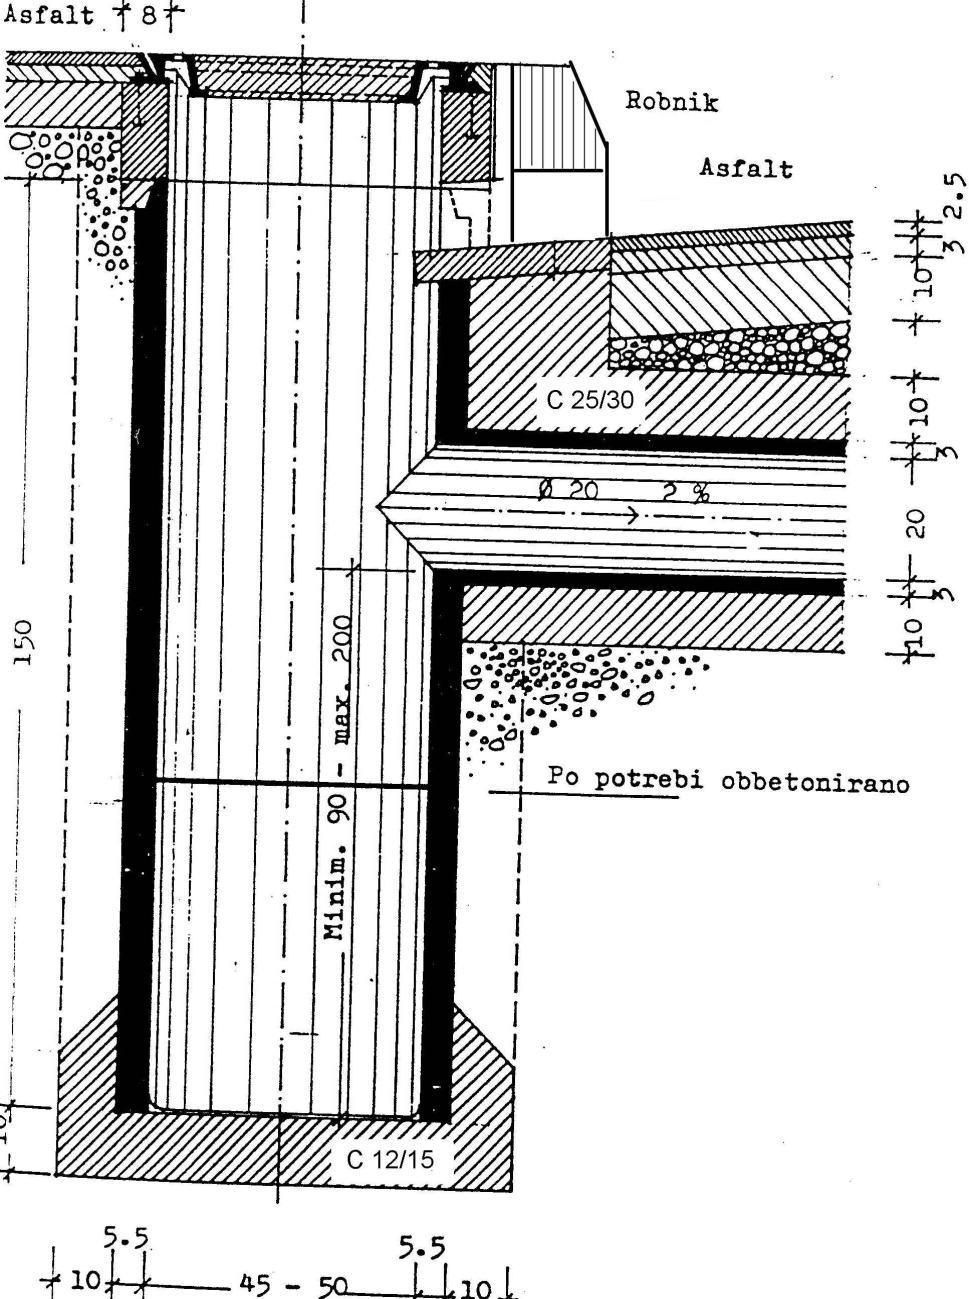 Asfalt 8
Robnik
Asfalt
2.5
3
10
C 25/30
10
3
Ø 20 2 %
20
3
10
150
Minim. 90 - max. 200
Po potrebi obbetonirano
10
C 12/15
5.5 5.5
10 45 - 50 10